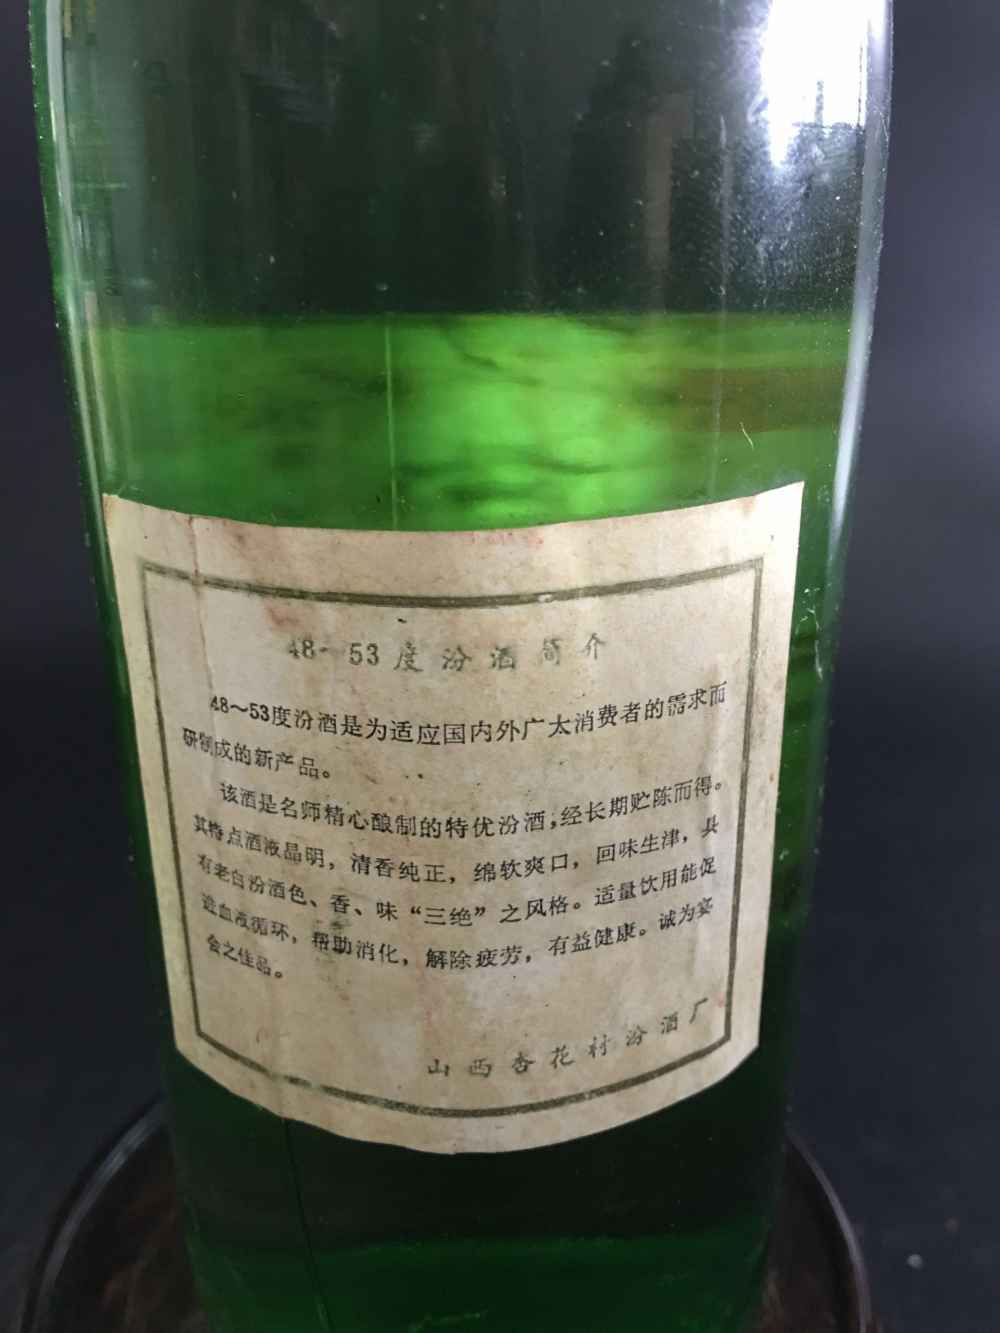 48~53度汾酒简介
48～53度汾酒是为适应国内外广大消费者的需求而
研制成的新产品。
该酒是名师精心酿制的特优汾酒,经长期贮陈而得。
其特点酒液晶明，清香纯正，绵软爽口，回味生津，具
有老白汾酒色、香、味“三绝”之风格。适量饮用能促
进血液循环，帮助消化，解除疲劳，有益健康。诚为宴
会之佳品。
山西杏花村汾酒厂